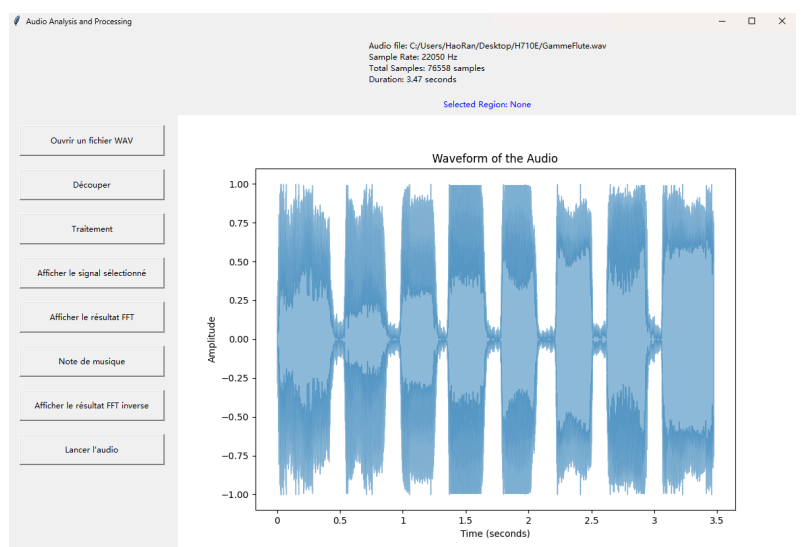 Audio Analysis and Processing
Audio file: C:/Users/HaoRan/Desktop/H710E/GammeFlute.wav
Sample Rate: 22050 Hz
Total Samples: 76558 samples
Duration: 3.47 seconds
Selected Region: None
Ouvrir un fichier WAV
Découper
Traitement
Afficher le signal sélectionné
Afficher le résultat FFT
Note de musique
Afficher le résultat FFT inverse
Lancer l'audio
Waveform of the Audio
Amplitude
1.00
0.75
0.50
0.25
0.00
−0.25
−0.50
−0.75
−1.00
0 0.5 1 1.5 2 2.5 3 3.5
Time (seconds)